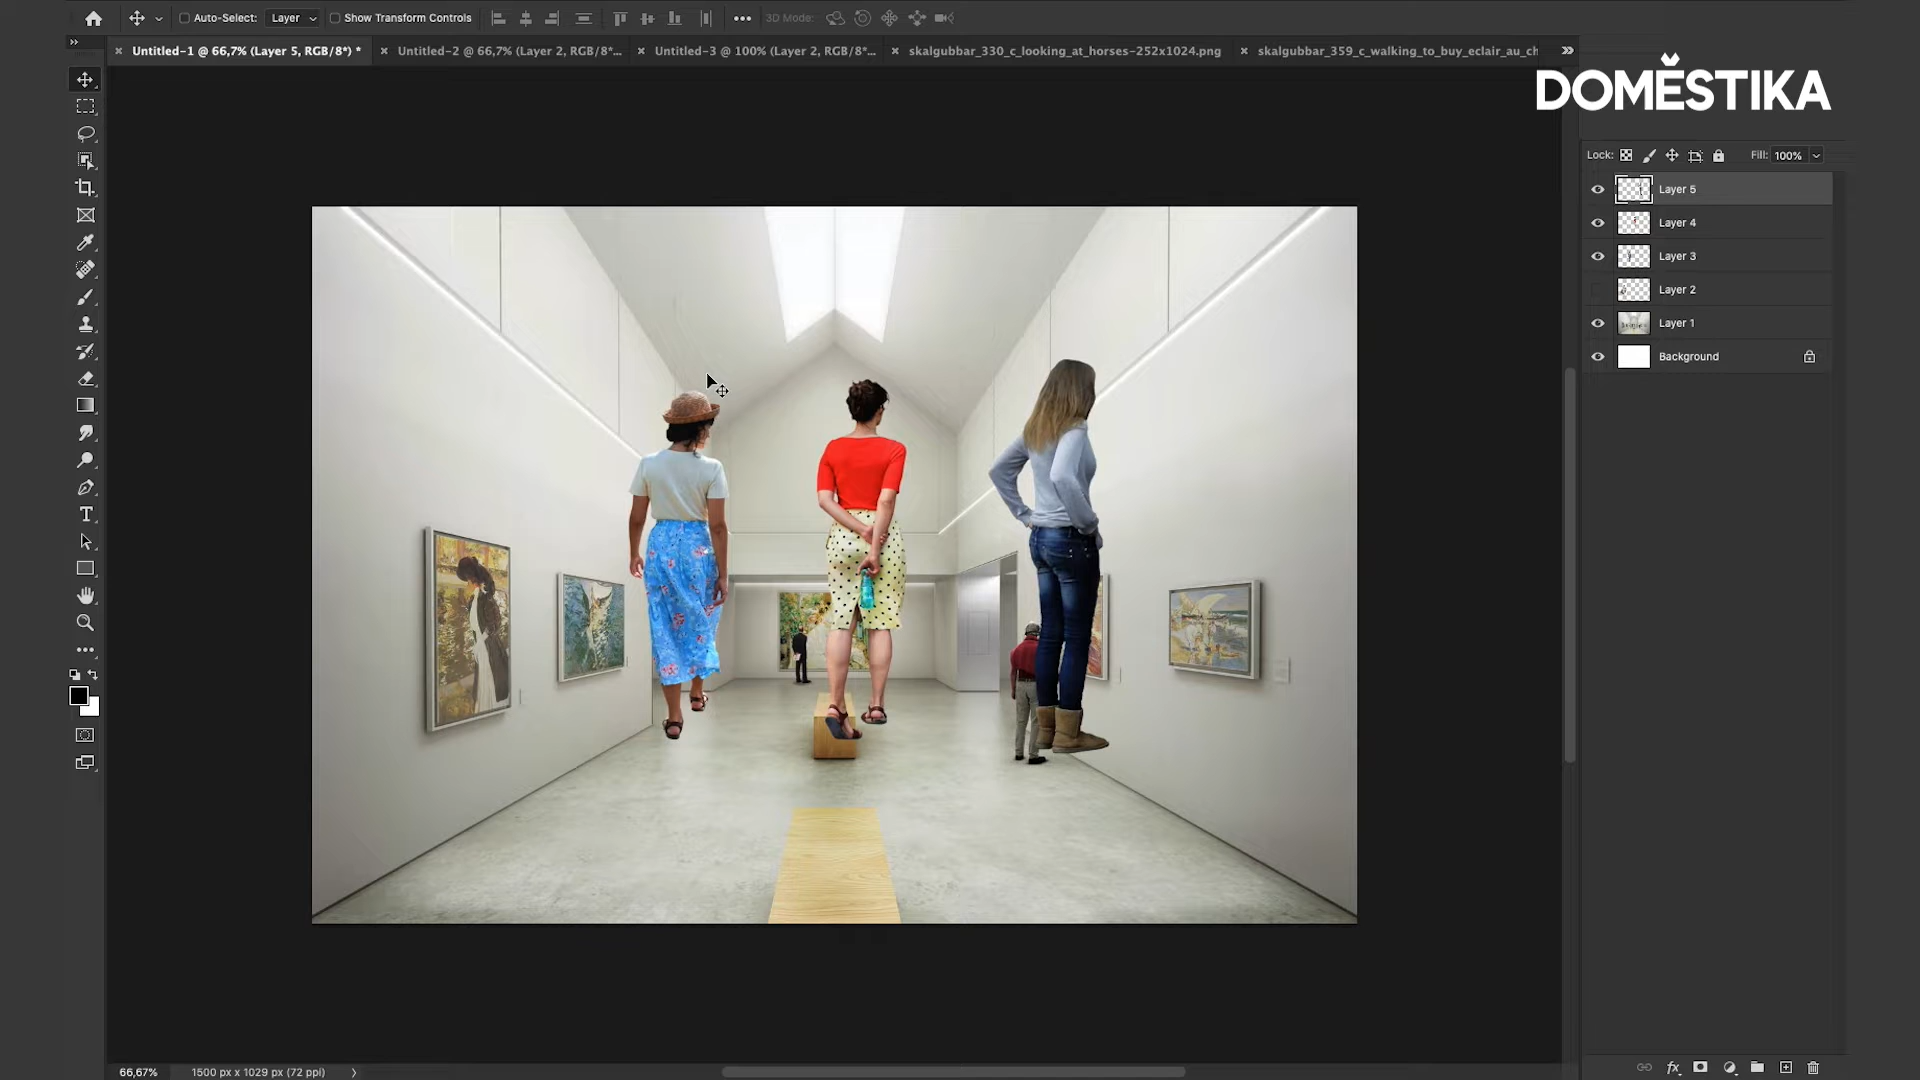 Auto-Select: Layer Show Transform Controls 3D Mode:
Untitled-1 @ 66,7% (Layer 5, RGB/8*) * Untitled-2 @ 66,7% (Layer 2, RGB/8*... Untitled-3 @ 100% (Layer 2, RGB/8*... skalgubbar_330_c_looking_at_horses-252x1024.png skalgubbar_359_c_walking_to_buy_eclair_au_ch
DOMĔSTIKA
Lock: Fill: 100%
Layer 5
Layer 4
Layer 3
Layer 2
Layer 1
Background
66,67% 1500 px x 1029 px (72 ppi)